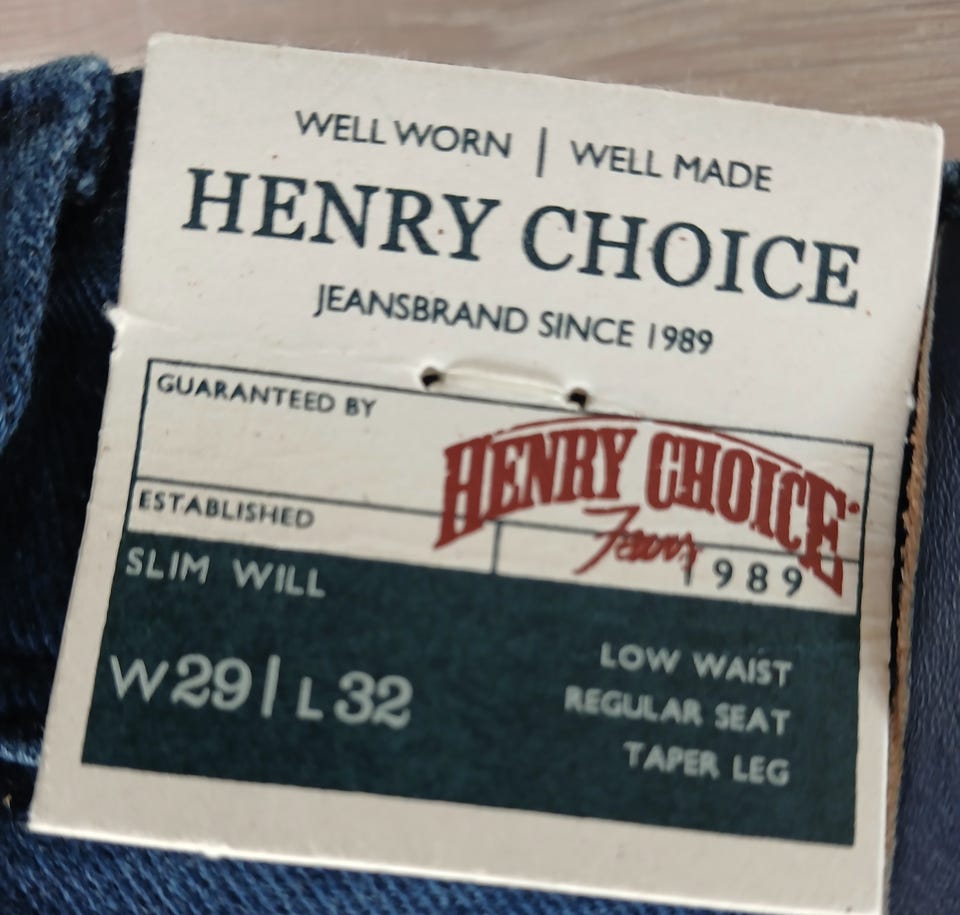 WELL WORN | WELL MADE
HENRY CHOICE
JEANSBRAND SINCE 1989
GUARANTEED BY
HENRY CHOICE
Jeans
ESTABLISHED
1989
SLIM WILL
W29 | L32
LOW WAIST
REGULAR SEAT
TAPER LEG